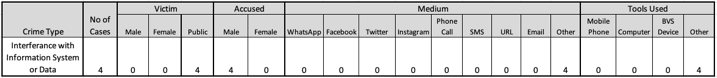 Crime Type No of Cases Victim Accused Medium Tools Used
Male Female Public Male Female WhatsApp Facebook Twitter Instagram Phone Call SMS URL Email Other Mobile Phone Computer BVS Device Other
Interferance with
Information System
or Data 4 0 0 4 4 0 0 0 0 0 0 0 0 0 4 0 0 0 4